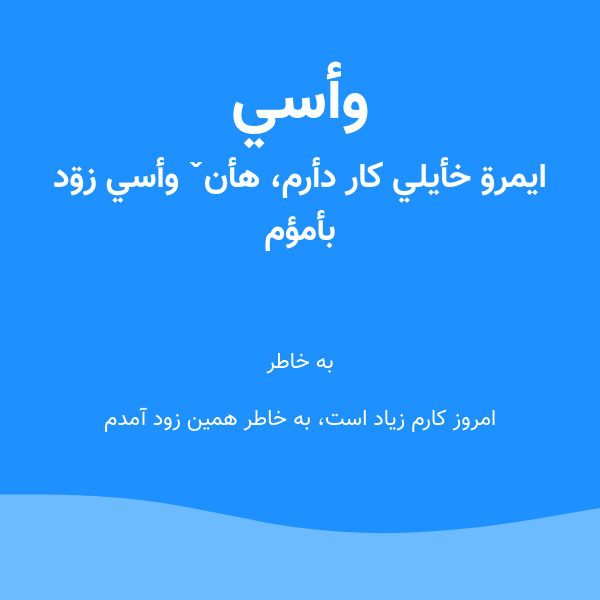 وأسي
ايمرۊ خأيلي کار دأرم، هأنˇ وأسي زۊد
بأمؤم
به خاطر
امروز کارم زیاد است، به خاطر همین زود آمدم